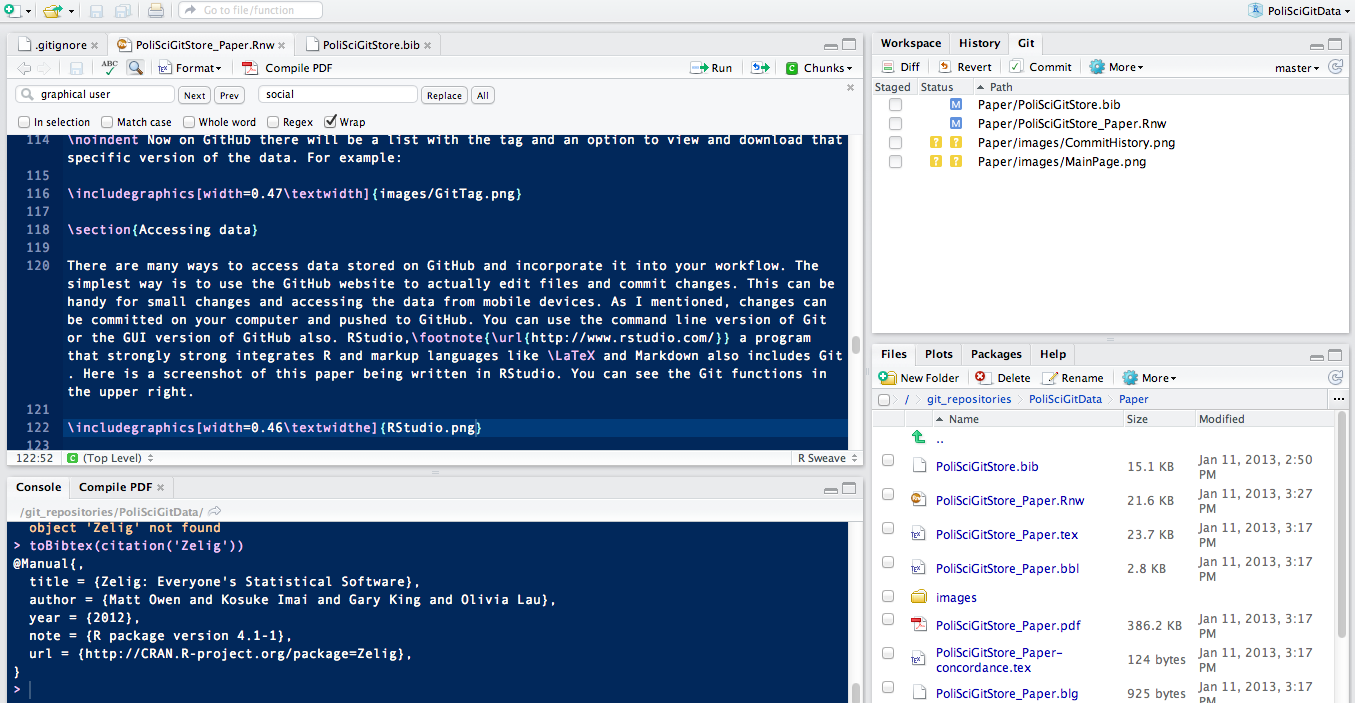 Go to file/function
PoliSciGitData
.gitignore
PoliSciGitStore_Paper.Rnw
PoliSciGitStore.bib
ABC
Format
Compile PDF
Run
Chunks
graphical user
Next
Prev
social
Replace
All
In selection
Match case
Whole word
Regex
Wrap
114 \noindent Now on GitHub there will be a list with the tag and an option to view and download that
specific version of the data. For example:
115
116 \includegraphics[width=0.47\textwidth]{images/GitTag.png}
117
118 \section{Accessing data}
119
120 There are many ways to access data stored on GitHub and incorporate it into your workflow. The
simplest way is to use the GitHub website to actually edit files and commit changes. This can be
handy for small changes and accessing the data from mobile devices. As I mentioned, changes can
be committed on your computer and pushed to GitHub. You can use the command line version of Git
or the GUI version of GitHub also. RStudio,\footnote{\url{http://www.rstudio.com/}} a program
that strongly strong integrates R and markup languages like \LaTeX and Markdown also includes Git
. Here is a screenshot of this paper being written in RStudio. You can see the Git functions in
the upper right.
121
122 \includegraphics[width=0.46\textwidthe]{RStudio.png}
123
122:52 C (Top Level) R Sweave
Console Compile PDF
/git_repositories/PoliSciGitData/
object 'Zelig' not found
> toBibtex(citation('Zelig'))
@Manual{,
title = {Zelig: Everyone's Statistical Software},
author = {Matt Owen and Kosuke Imai and Gary King and Olivia Lau},
year = {2012},
note = {R package version 4.1-1},
url = {http://CRAN.R-project.org/package=Zelig},
}
>
Workspace History Git
Diff Revert Commit More master
Staged Status Path
M Paper/PoliSciGitStore.bib
M Paper/PoliSciGitStore_Paper.Rnw
? ? Paper/images/CommitHistory.png
? ? Paper/images/MainPage.png
Files Plots Packages Help
New Folder Delete Rename More
/ git_repositories PoliSciGitData Paper ...
Name Size Modified
..
PoliSciGitStore.bib 15.1 KB Jan 11, 2013, 2:50
PM
PoliSciGitStore_Paper.Rnw 21.6 KB Jan 11, 2013, 3:27
PM
PoliSciGitStore_Paper.tex 23.7 KB Jan 11, 2013, 3:17
PM
PoliSciGitStore_Paper.bbl 2.8 KB Jan 11, 2013, 3:17
PM
images
PoliSciGitStore_Paper.pdf 386.2 KB Jan 11, 2013, 3:17
PM
PoliSciGitStore_Paper-
concordance.tex 124 bytes Jan 11, 2013, 3:17
PM
PoliSciGitStore_Paper.blg 925 bytes Jan 11, 2013, 3:17
PM